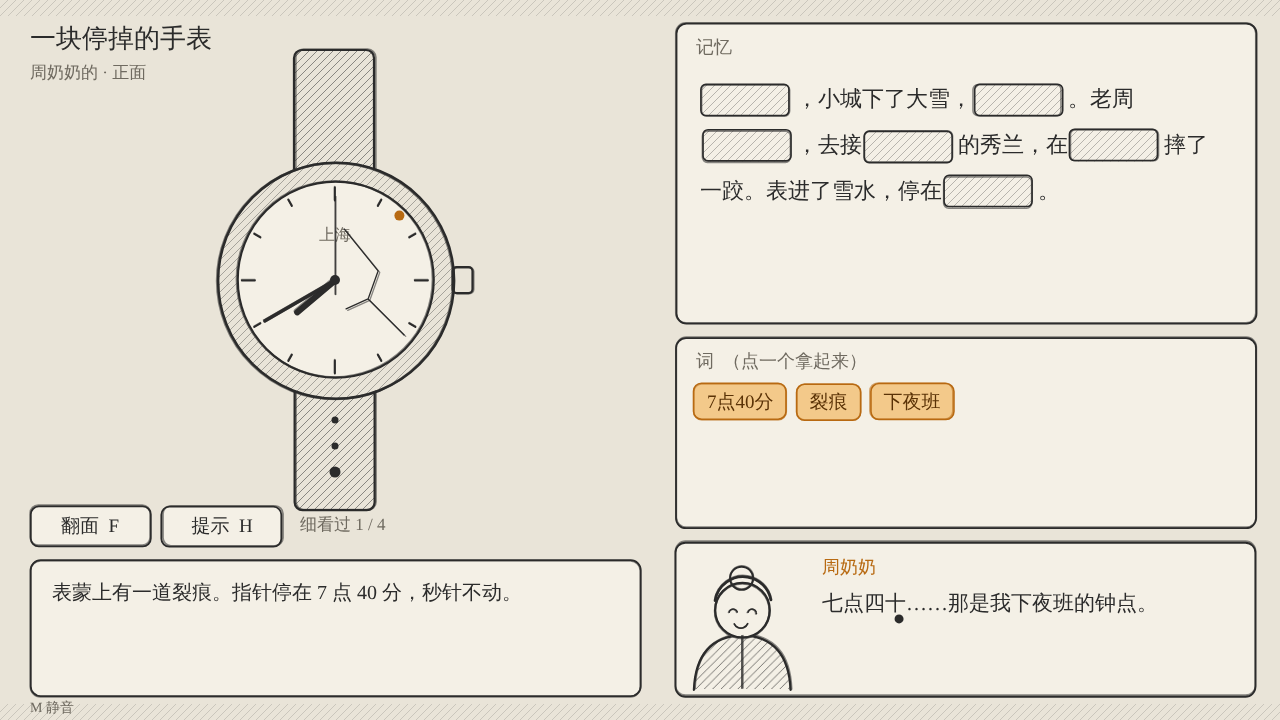 一块停掉的手表
周奶奶的 · 正面
上海
翻面 F
提示 H
细看过 1 / 4
表蒙上有一道裂痕。指针停在 7 点 40 分，秒针不动。
M 静音
记忆
，小城下了大雪，。老周
，去接的秀兰，在摔了
一跤。表进了雪水，停在。
词 （点一个拿起来）
7点40分
裂痕
下夜班
周奶奶
七点四十……那是我下夜班的钟点。